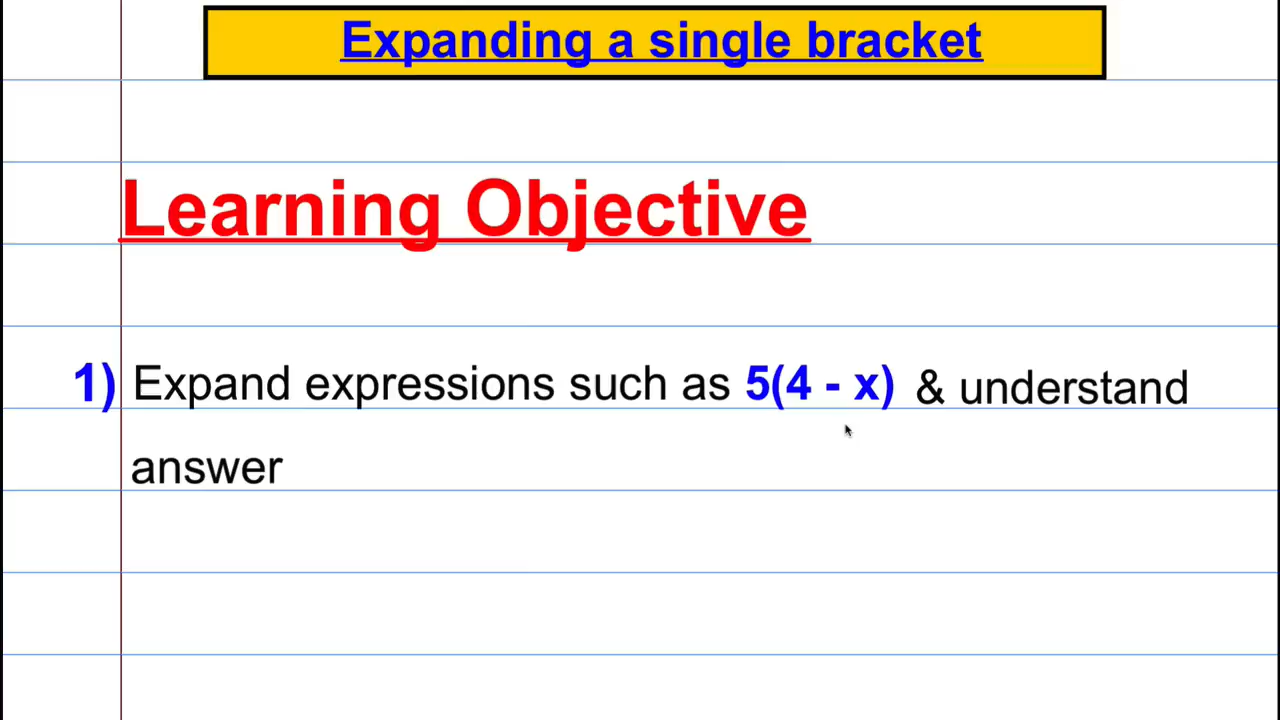 Expanding a single bracket
Learning Objective
1) Expand expressions such as 5(4 - x) & understand
answer